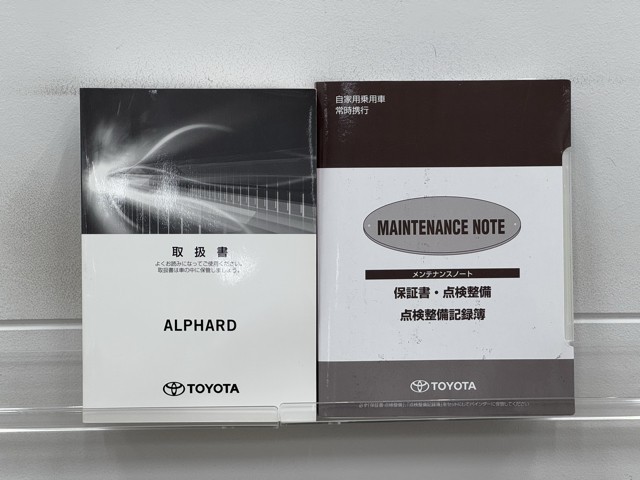 取扱書
よくお読みになってご使用ください。
取扱書は車の中に保管しましょう。
ALPHARD
TOYOTA
自家用乗用車
常時携行
MAINTENANCE NOTE
メンテナンスノート
保証書・点検整備
点検整備記録簿
TOYOTA